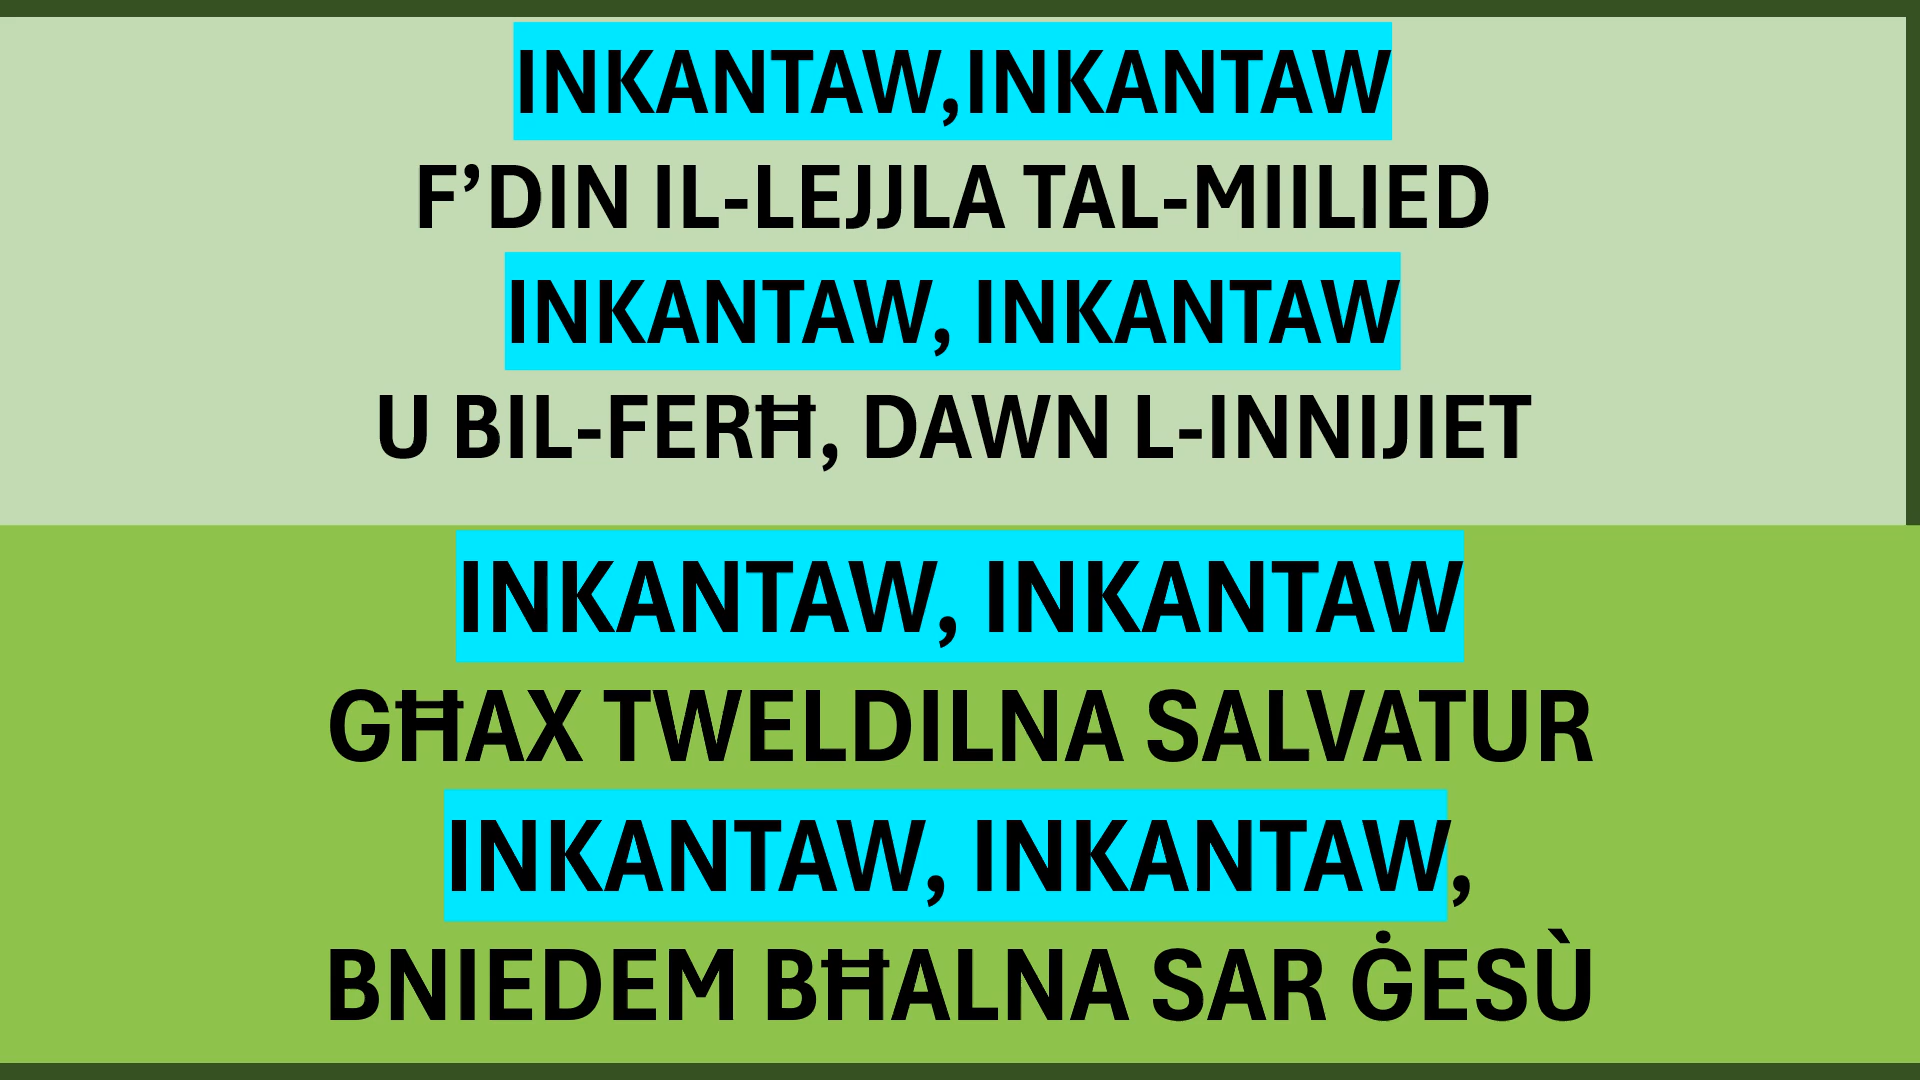 INKANTAW,INKANTAW
F’DIN IL-LEJJLA TAL-MIILIED
INKANTAW, INKANTAW
U BIL-FERĦ, DAWN L-INNIJIET
INKANTAW, INKANTAW
GĦAX TWELDILNA SALVATUR
INKANTAW, INKANTAW,
BNIEDEM BĦALNA SAR ĠESÙ